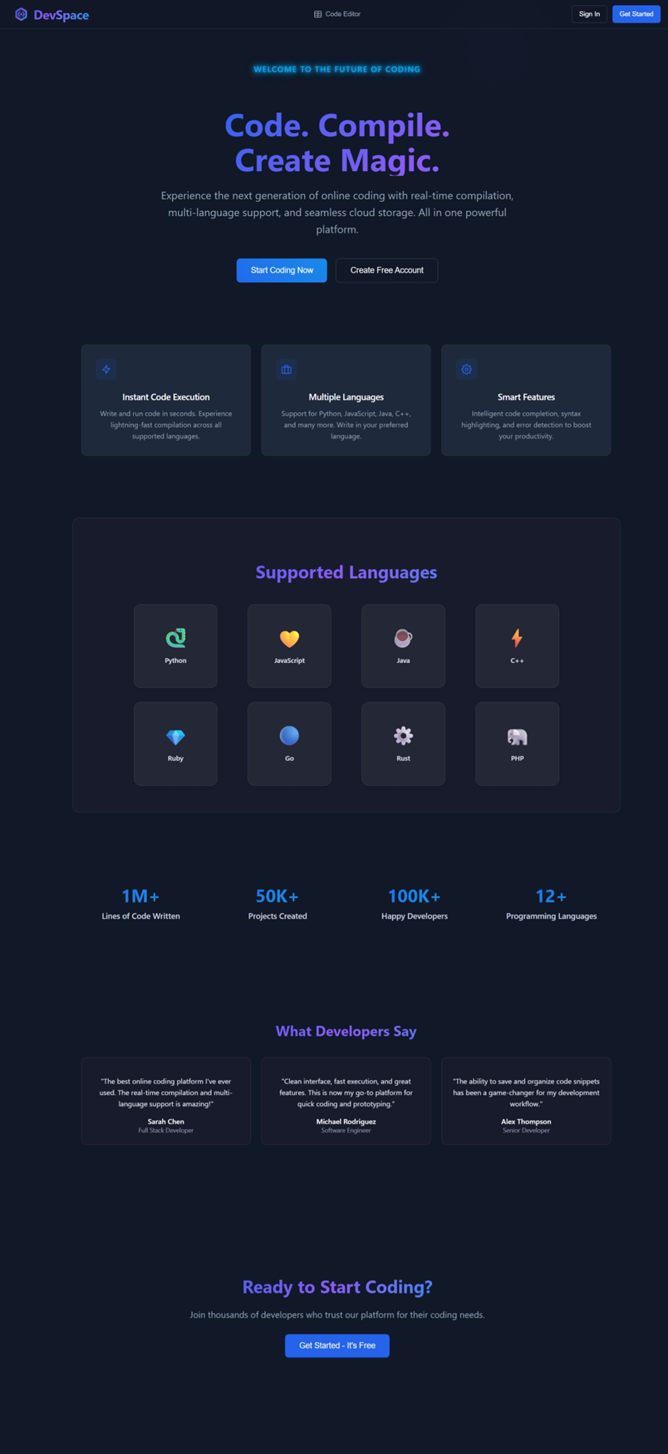 DevSpace
Code Editor
Sign In
Get Started
WELCOME TO THE FUTURE OF CODING
Code. Compile.
Create Magic.
Experience the next generation of online coding with real-time compilation,
multi-language support, and seamless cloud storage. All in one powerful
platform.
Start Coding Now
Create Free Account
Instant Code Execution
Write and run code in seconds. Experience
lightning-fast compilation across all
supported languages.
Multiple Languages
Support for Python, JavaScript, Java, C++,
and many more. Write in your preferred
language.
Smart Features
Intelligent code completion, syntax
highlighting, and error detection to boost
your productivity.
Supported Languages
Python
JavaScript
Java
C++
Ruby
Go
Rust
PHP
1M+
Lines of Code Written
50K+
Projects Created
100K+
Happy Developers
12+
Programming Languages
What Developers Say
"The best online coding platform I've ever
used. The real-time compilation and multi-
language support is amazing!"
Sarah Chen
Full Stack Developer
"Clean interface, fast execution, and great
features. This is now my go-to platform for
quick coding and prototyping."
Michael Rodriguez
Software Engineer
"The ability to save and organize code snippets
has been a game-changer for my development
workflow."
Alex Thompson
Senior Developer
Ready to Start Coding?
Join thousands of developers who trust our platform for their coding needs.
Get Started - It's Free